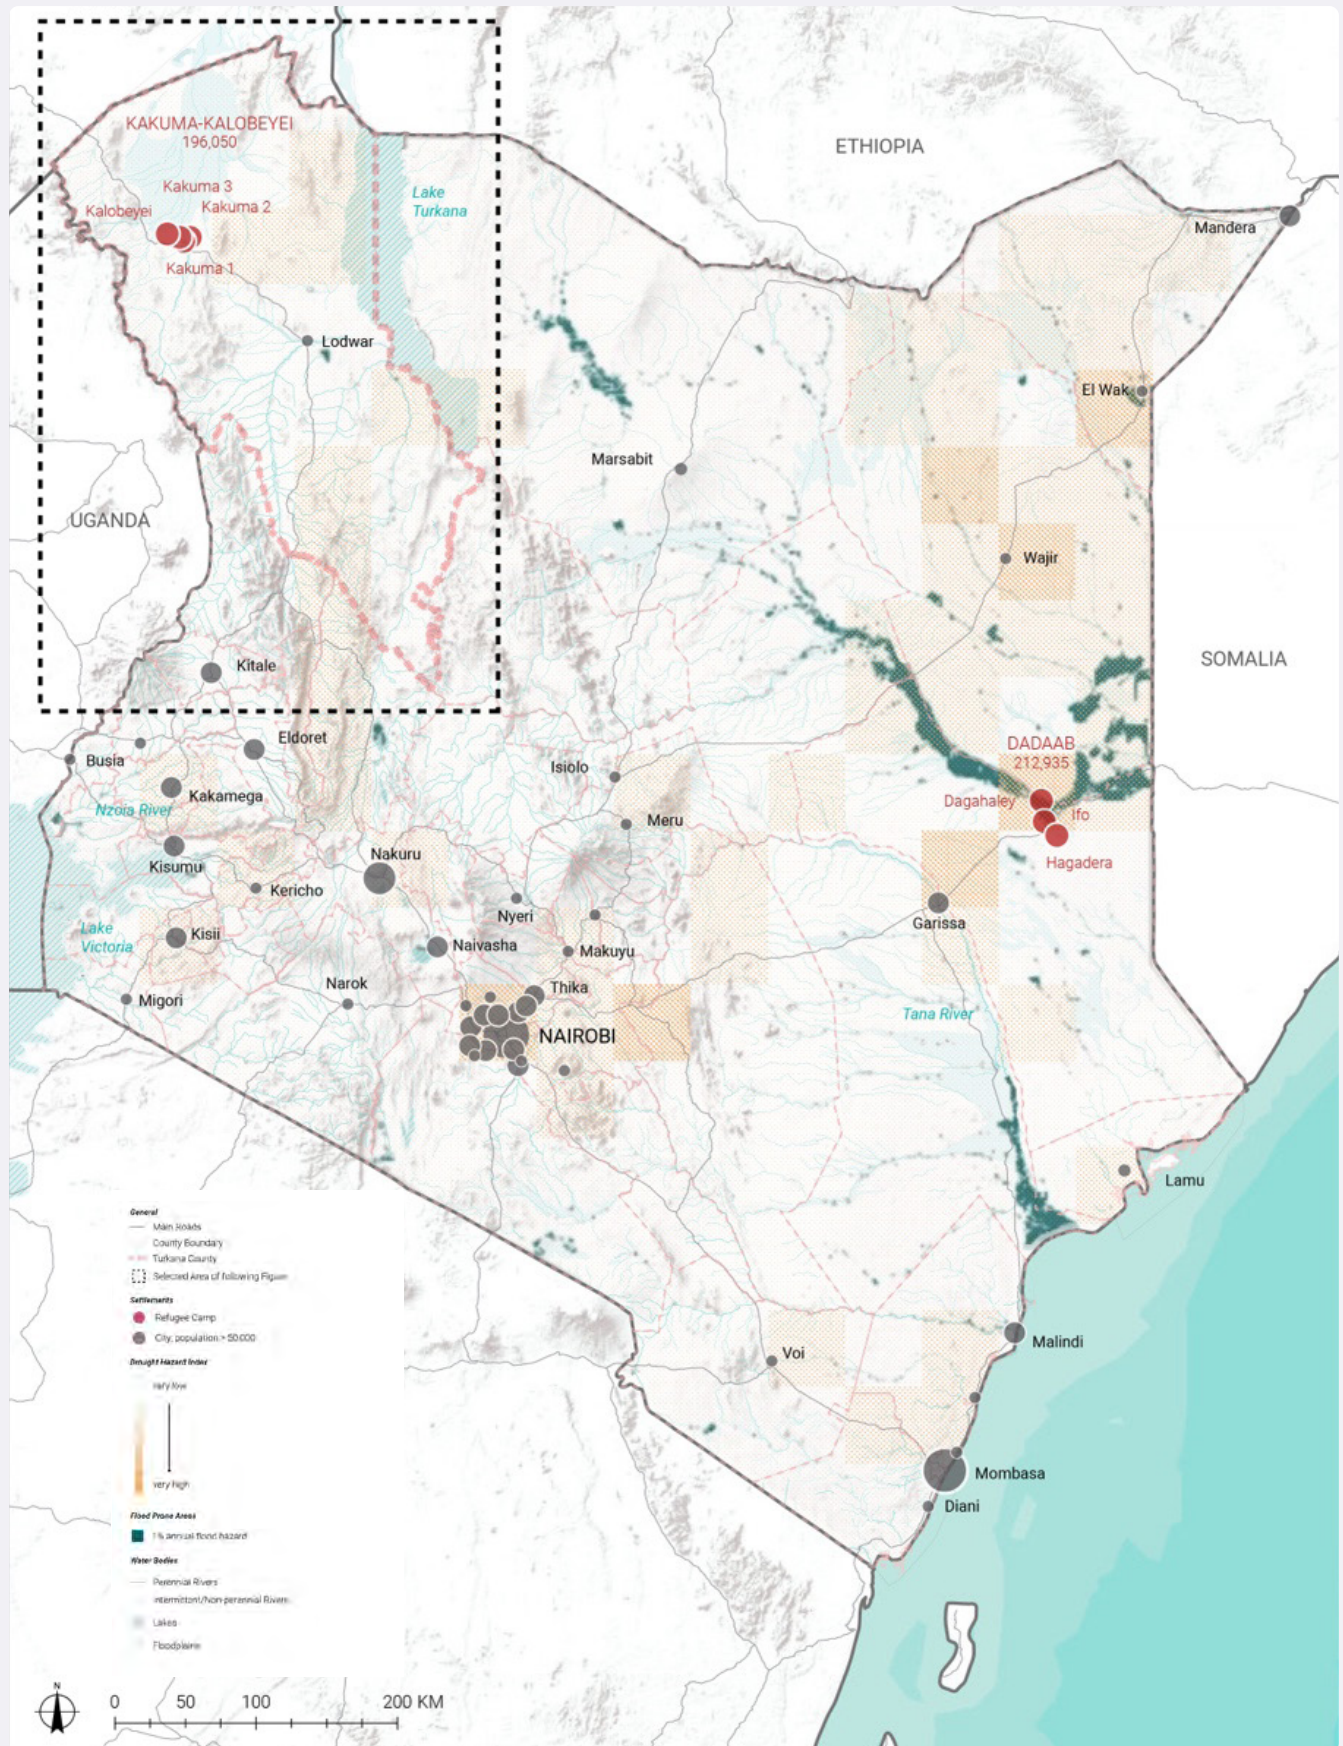 ETHIOPIA
KAKUMA-KALOBEYEI
196,050
Kakuma 3
Kalobeyei
Kakuma 2
Kakuma 1
Lake
Turkana
Mandera
Lodwar
El Wak
Marsabit
UGANDA
Wajir
SOMALIA
Kitale
Eldoret
Busia
DADAAB
212,935
Isiolo
Kakamega
Dagahaley
Nzoia River
Ifo
Meru
Nakuru
Hagadera
Kisumu
Kericho
Nyeri
Garissa
Lake
Victoria
Kisii
Naivasha
Makuyu
Narok
Thika
Migori
Tana River
NAIROBI
Lamu
Malindi
Voi
Mombasa
Diani
General
Main Roads
County Boundary
Turkana County
Selected Area of following Figure
Settlements
Refugee Camp
City, population > 50.000
Drought Hazard Index
very low
very high
Flood Prone Areas
1% annual flood hazard
Water Bodies
Perennial Rivers
Intermittent/Non-perennial Rivers
Lakes
Floodplains
N
0 50 100 200 KM